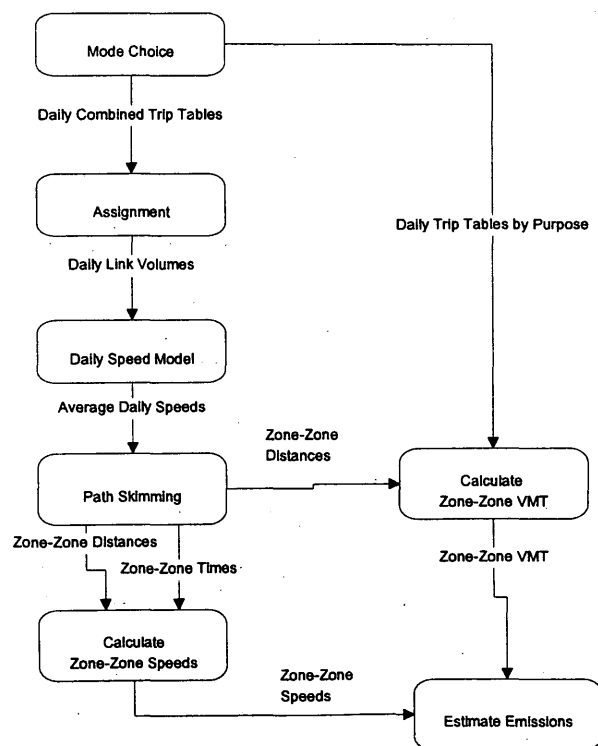 Mode Choice
Daily Combined Trip Tables
Assignment
Daily Trip Tables by Purpose
Daily Link Volumes
Daily Speed Model
Average Daily Speeds
Zone-Zone
Distances
Path Skimming
Calculate
Zone-Zone VMT
Zone-Zone Distances
Zone-Zone Times
Zone-Zone VMT
Calculate
Zone-Zone Speeds
Zone-Zone
Speeds
Estimate Emissions